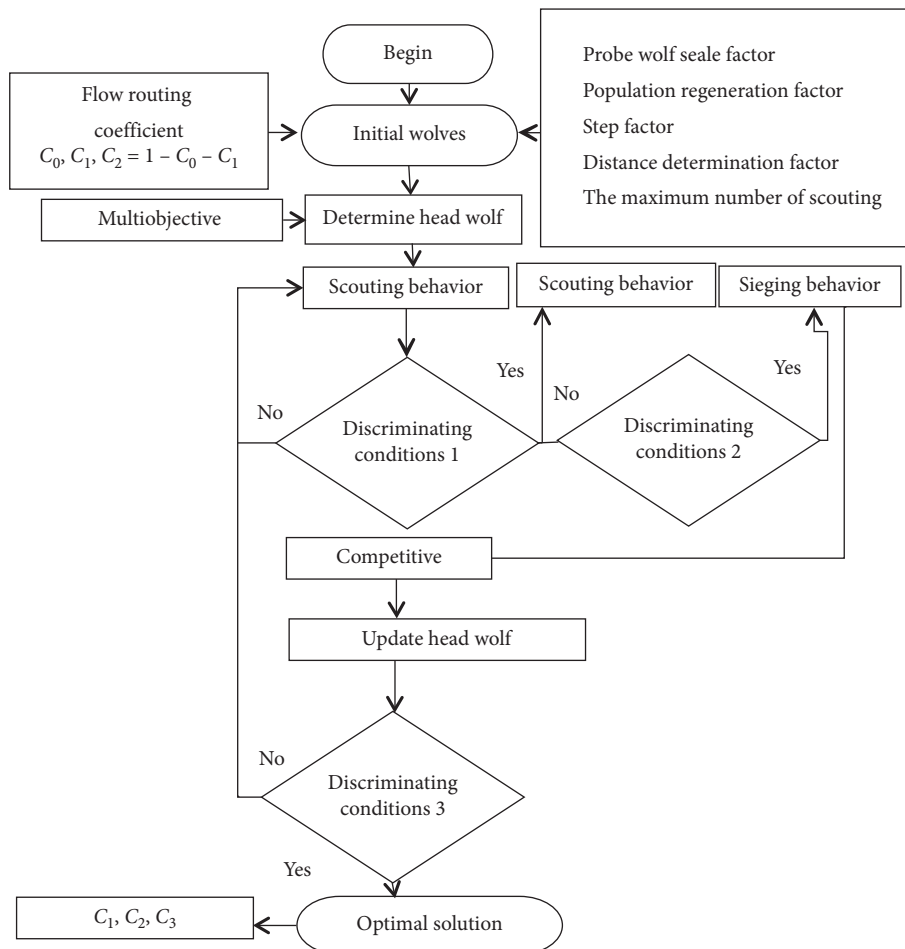 Begin
Flow routing
coefficient
C₀, C₁, C₂ = 1 – C₀ – C₁
Initial wolves
Probe wolf seale factor
Population regeneration factor
Step factor
Distance determination factor
The maximum number of scouting
Multiobjective
Determine head wolf
Scouting behavior
Scouting behavior
Sieging behavior
No
Yes
No
Yes
Discriminating
conditions 1
Discriminating
conditions 2
Competitive
Update head wolf
No
Discriminating
conditions 3
Yes
C₁, C₂, C₃
Optimal solution